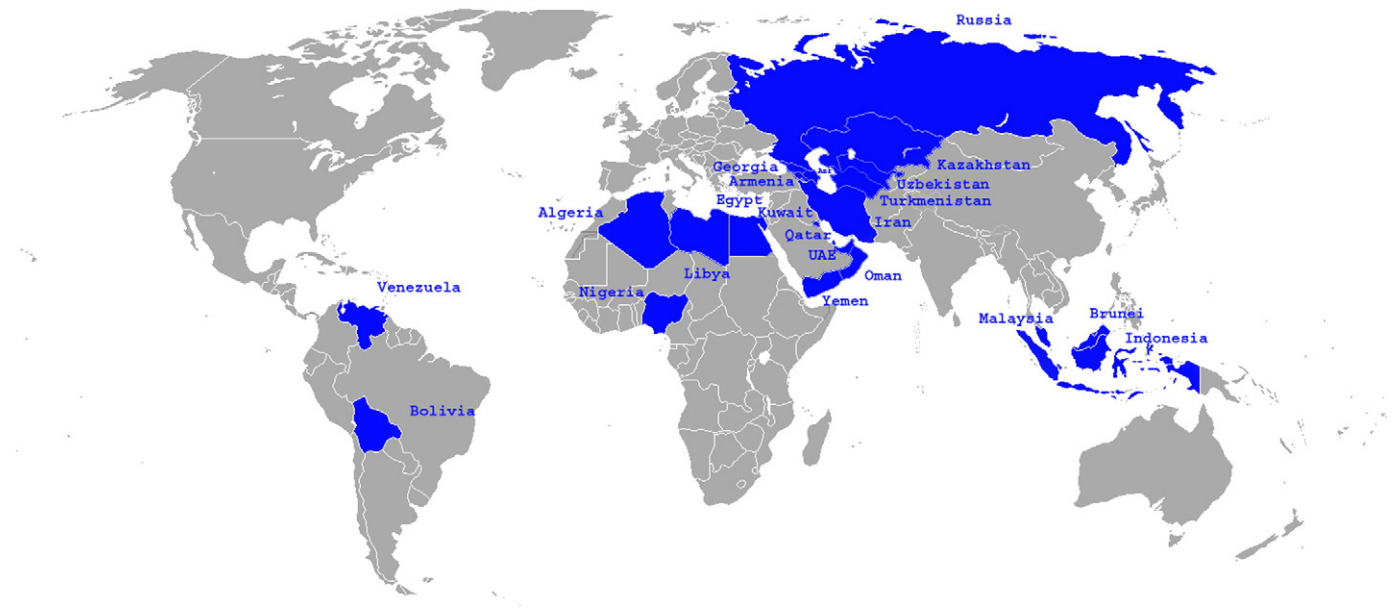 Russia
Georgia
Azr
Kazakhstan
Armenia
Uzbekistan
Egypt
Turkmenistan
Algeria
Kuwait
Iran
Qatar
UAE
Libya
Oman
Venezuela
Nigeria
Yemen
Malaysia
Brunei
Indonesia
Bolivia